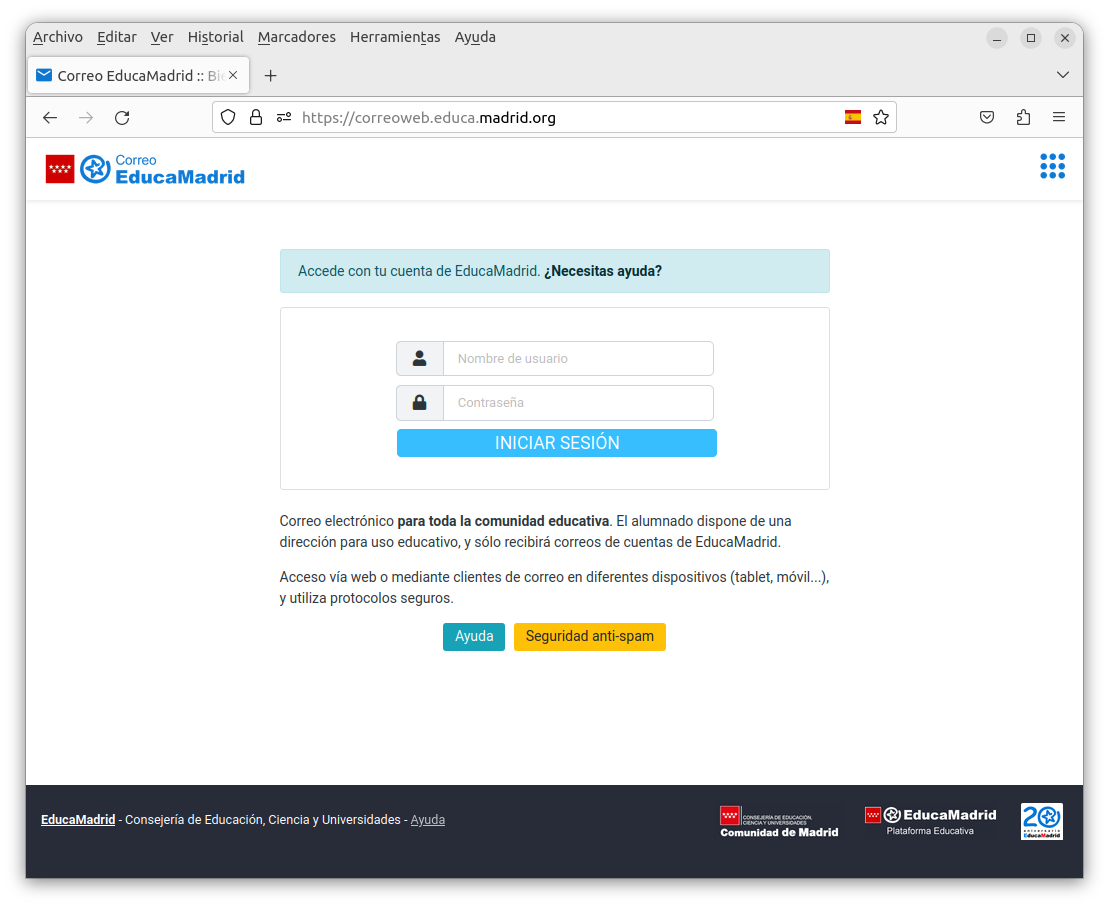 Archivo Editar Ver Historial Marcadores Herramientas Ayuda
Correo EducaMadrid :: Bie
https://correoweb.educa.madrid.org
Correo
EducaMadrid
Accede con tu cuenta de EducaMadrid. ¿Necesitas ayuda?
Nombre de usuario
Contraseña
INICIAR SESIÓN
Correo electrónico para toda la comunidad educativa. El alumnado dispone de una
dirección para uso educativo, y sólo recibirá correos de cuentas de EducaMadrid.
Acceso vía web o mediante clientes de correo en diferentes dispositivos (tablet, móvil...),
y utiliza protocolos seguros.
Ayuda Seguridad anti-spam
EducaMadrid - Consejería de Educación, Ciencia y Universidades - Ayuda
CONSEJERÍA DE EDUCACIÓN,
CIENCIA Y UNIVERSIDADES
Comunidad de Madrid
EducaMadrid
Plataforma Educativa
20
aniversario
EducaMadrid